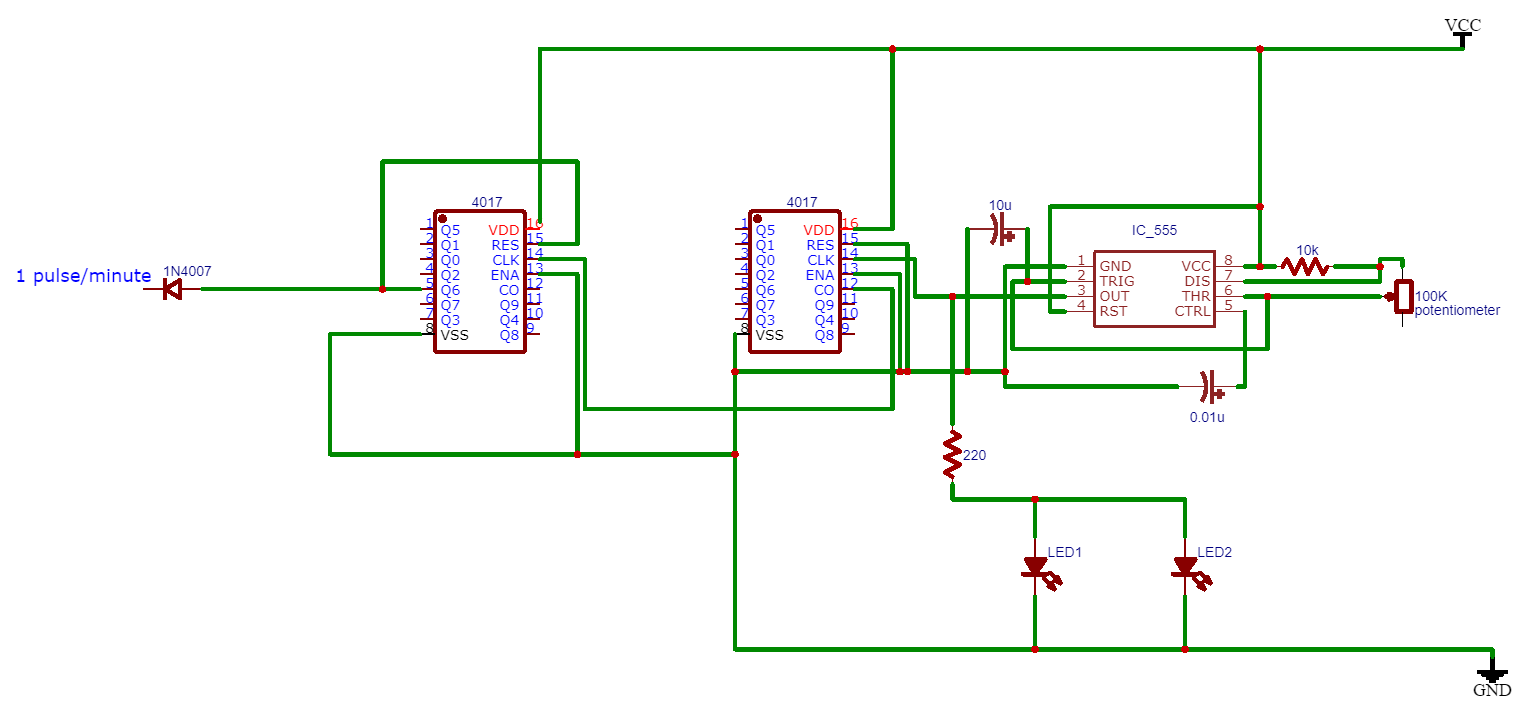 VCC
1 pulse/minute
1N4007
4017
1 Q5
2 Q1
3 Q0
4 Q2
5 Q6
6 Q7
7 Q3
8 VSS
VDD 16
RES 15
CLK 14
ENA 13
CO 12
Q9 11
Q4 10
Q8 9
4017
1 Q5
2 Q1
3 Q0
4 Q2
5 Q6
6 Q7
7 Q3
8 VSS
VDD 16
RES 15
CLK 14
ENA 13
CO 12
Q9 11
Q4 10
Q8 9
10u
IC_555
1 GND
2 TRIG
3 OUT
4 RST
VCC 8
DIS 7
THR 6
CTRL 5
10k
100K
potentiometer
0.01u
220
LED1
LED2
GND